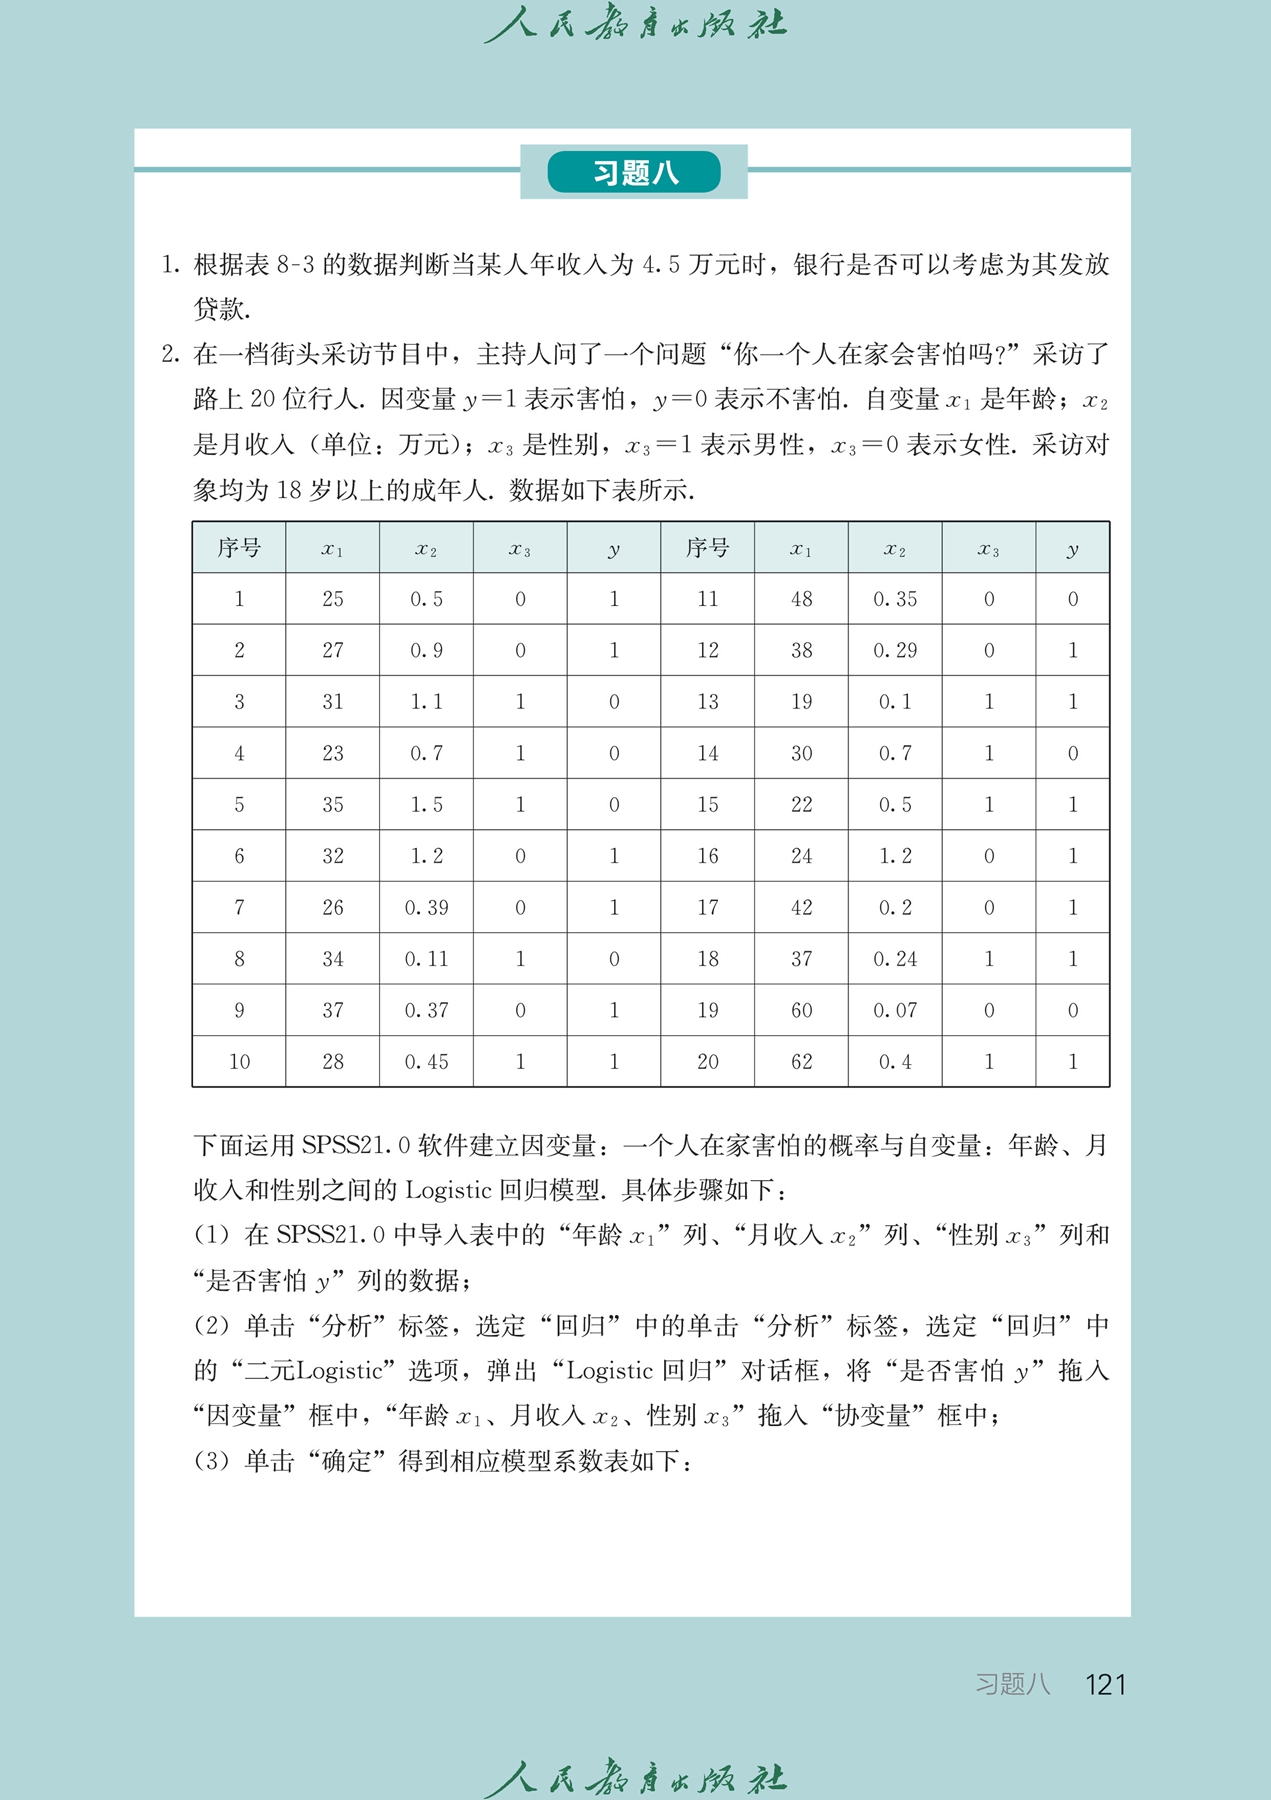 人民教育出版社
习题八
1. 根据表 8-3 的数据判断当某人年收入为 4.5 万元时，银行是否可以考虑为其发放
贷款.
2. 在一档街头采访节目中，主持人问了一个问题“你一个人在家会害怕吗?”采访了
路上 20 位行人. 因变量 y=1 表示害怕，y=0 表示不害怕. 自变量 x₁ 是年龄；x₂
是月收入（单位：万元）；x₃ 是性别，x₃=1 表示男性，x₃=0 表示女性. 采访对
象均为 18 岁以上的成年人. 数据如下表所示.
序号 x₁ x₂ x₃ y 序号 x₁ x₂ x₃ y
1 25 0.5 0 1 11 48 0.35 0 0
2 27 0.9 0 1 12 38 0.29 0 1
3 31 1.1 1 0 13 19 0.1 1 1
4 23 0.7 1 0 14 30 0.7 1 0
5 35 1.5 1 0 15 22 0.5 1 1
6 32 1.2 0 1 16 24 1.2 0 1
7 26 0.39 0 1 17 42 0.2 0 1
8 34 0.11 1 0 18 37 0.24 1 1
9 37 0.37 0 1 19 60 0.07 0 0
10 28 0.45 1 1 20 62 0.4 1 1
下面运用 SPSS21.0 软件建立因变量：一个人在家害怕的概率与自变量：年龄、月
收入和性别之间的 Logistic 回归模型. 具体步骤如下：
（1）在 SPSS21.0 中导入表中的“年龄 x₁”列、“月收入 x₂”列、“性别 x₃”列和
“是否害怕 y”列的数据；
（2）单击“分析”标签，选定“回归”中的单击“分析”标签，选定“回归”中
的“二元Logistic”选项，弹出“Logistic 回归”对话框，将“是否害怕 y”拖入
“因变量”框中，“年龄 x₁、月收入 x₂、性别 x₃”拖入“协变量”框中；
（3）单击“确定”得到相应模型系数表如下：
习题八 121
人民教育出版社